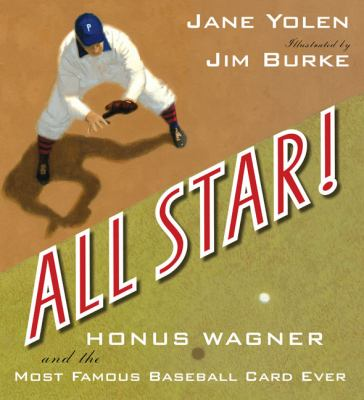 JANE YOLEN
Illustrated by
JIM BURKE
P
ALL STAR!
HONUS WAGNER
and the
MOST FAMOUS BASEBALL CARD EVER